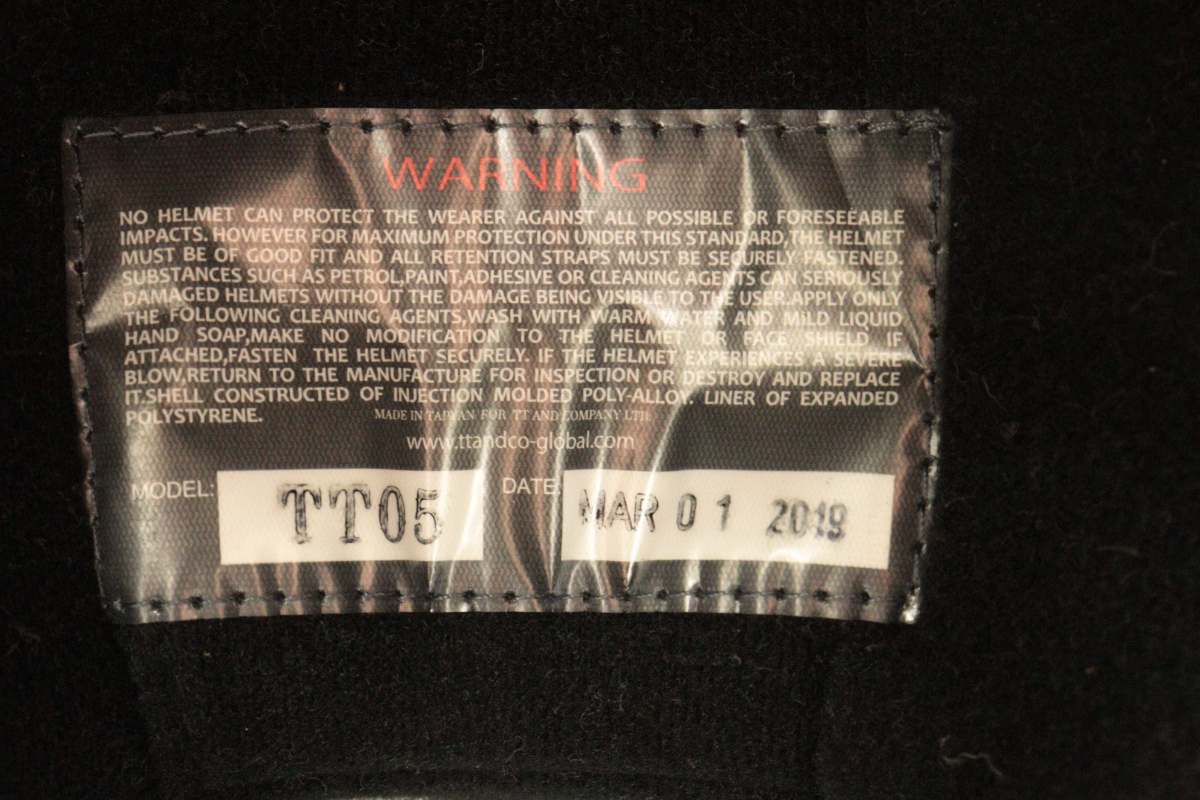 WARNING
NO HELMET CAN PROTECT THE WEARER AGAINST ALL POSSIBLE OR FORESEEABLE
IMPACTS. HOWEVER FOR MAXIMUM PROTECTION UNDER THIS STANDARD,THE HELMET
MUST BE OF GOOD FIT AND ALL RETENTION STRAPS MUST BE SECURELY FASTENED.
SUBSTANCES SUCH AS PETROL,PAINT,ADHESIVE OR CLEANING AGENTS CAN SERIOUSLY
DAMAGED HELMETS WITHOUT THE DAMAGE BEING VISIBLE TO THE USER.APPLY ONLY
THE FOLLOWING CLEANING AGENTS,WASH WITH WARM WATER AND MILD LIQUID
HAND SOAP,MAKE NO MODIFICATION TO THE HELMET OR FACE SHIELD IF
ATTACHED,FASTEN THE HELMET SECURELY. IF THE HELMET EXPERIENCES A SEVERE
BLOW,RETURN TO THE MANUFACTURE FOR INSPECTION OR DESTROY AND REPLACE
IT.SHELL CONSTRUCTED OF INJECTION MOLDED POLY-ALLOY. LINER OF EXPANDED
POLYSTYRENE.
MADE IN TAIWAN FOR TT AND COMPANY LTD
www.ttandco-global.com
MODEL: TT05 DATE: MAR 01 2019